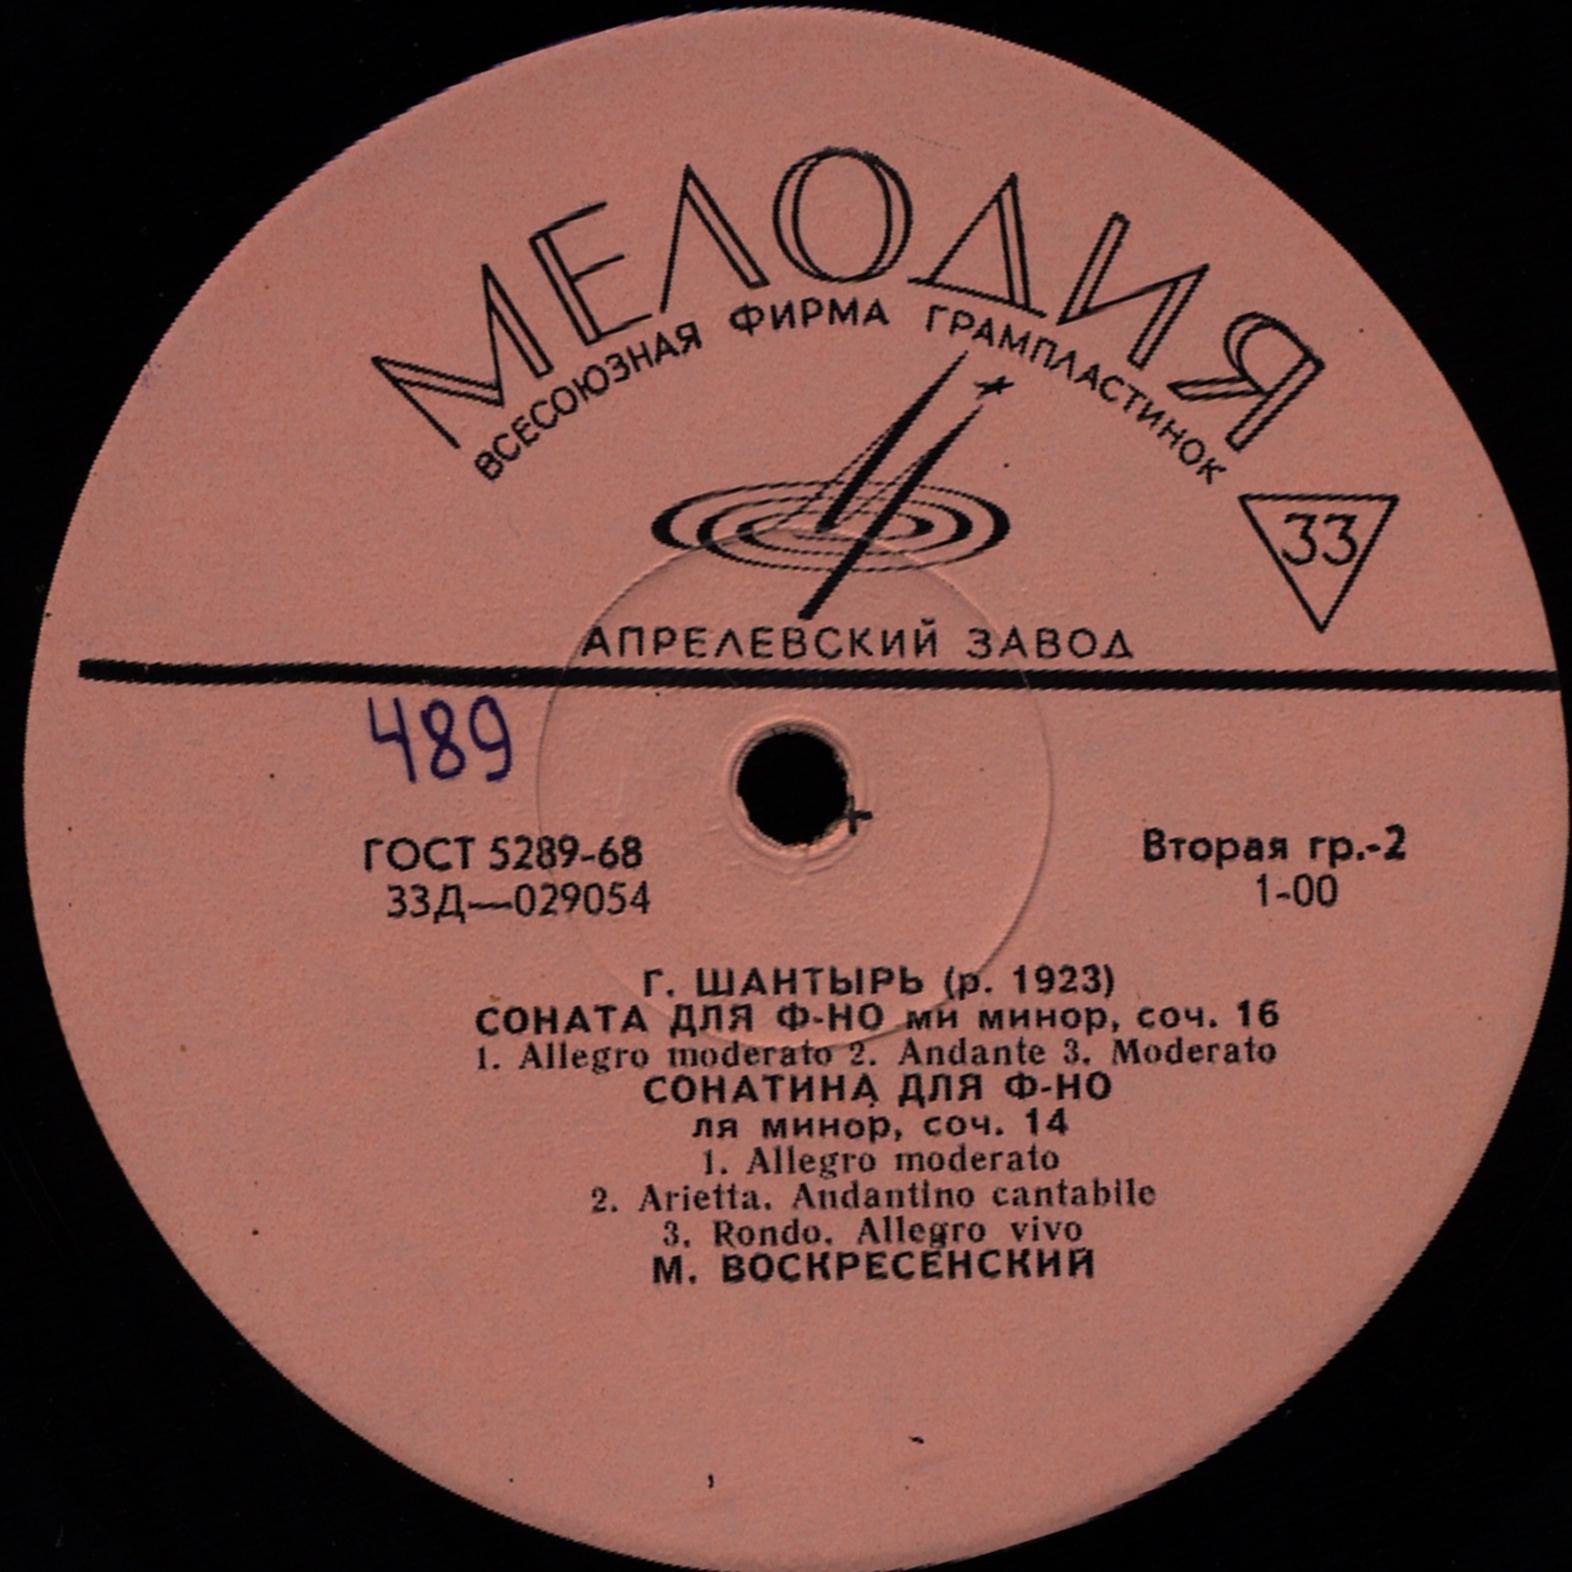 МЕЛОДИЯ
ВСЕСОЮЗНАЯ ФИРМА ГРАМПЛАСТИНОК
33
АПРЕЛЕВСКИЙ ЗАВОД
489
ГОСТ 5289-68
33Д—029054
Вторая гр.-2
1-00
Г. ШАНТЫРЬ (р. 1923)
СОНАТА ДЛЯ Ф-НО ми минор, соч. 16
1. Allegro moderato 2. Andante 3. Moderato
СОНАТИНА ДЛЯ Ф-НО
ля минор, соч. 14
1. Allegro moderato
2. Arietta. Andantino cantabile
3. Rondo. Allegro vivo
М. ВОСКРЕСЕНСКИЙ